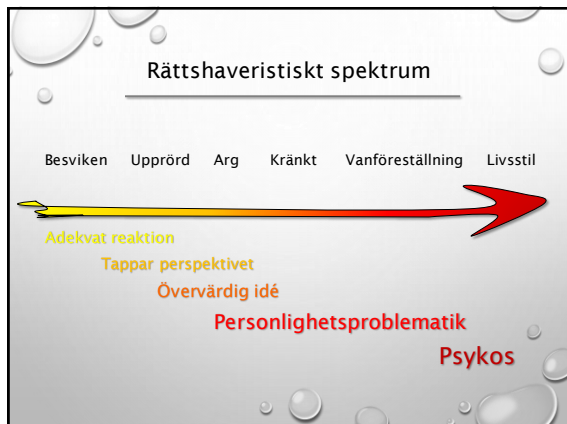 Rättshaveristiskt spektrum
Besviken Upprörd Arg Kränkt Vanföreställning Livsstil
Adekvat reaktion
Tappar perspektivet
Övervärdig idé
Personlighetsproblematik
Psykos